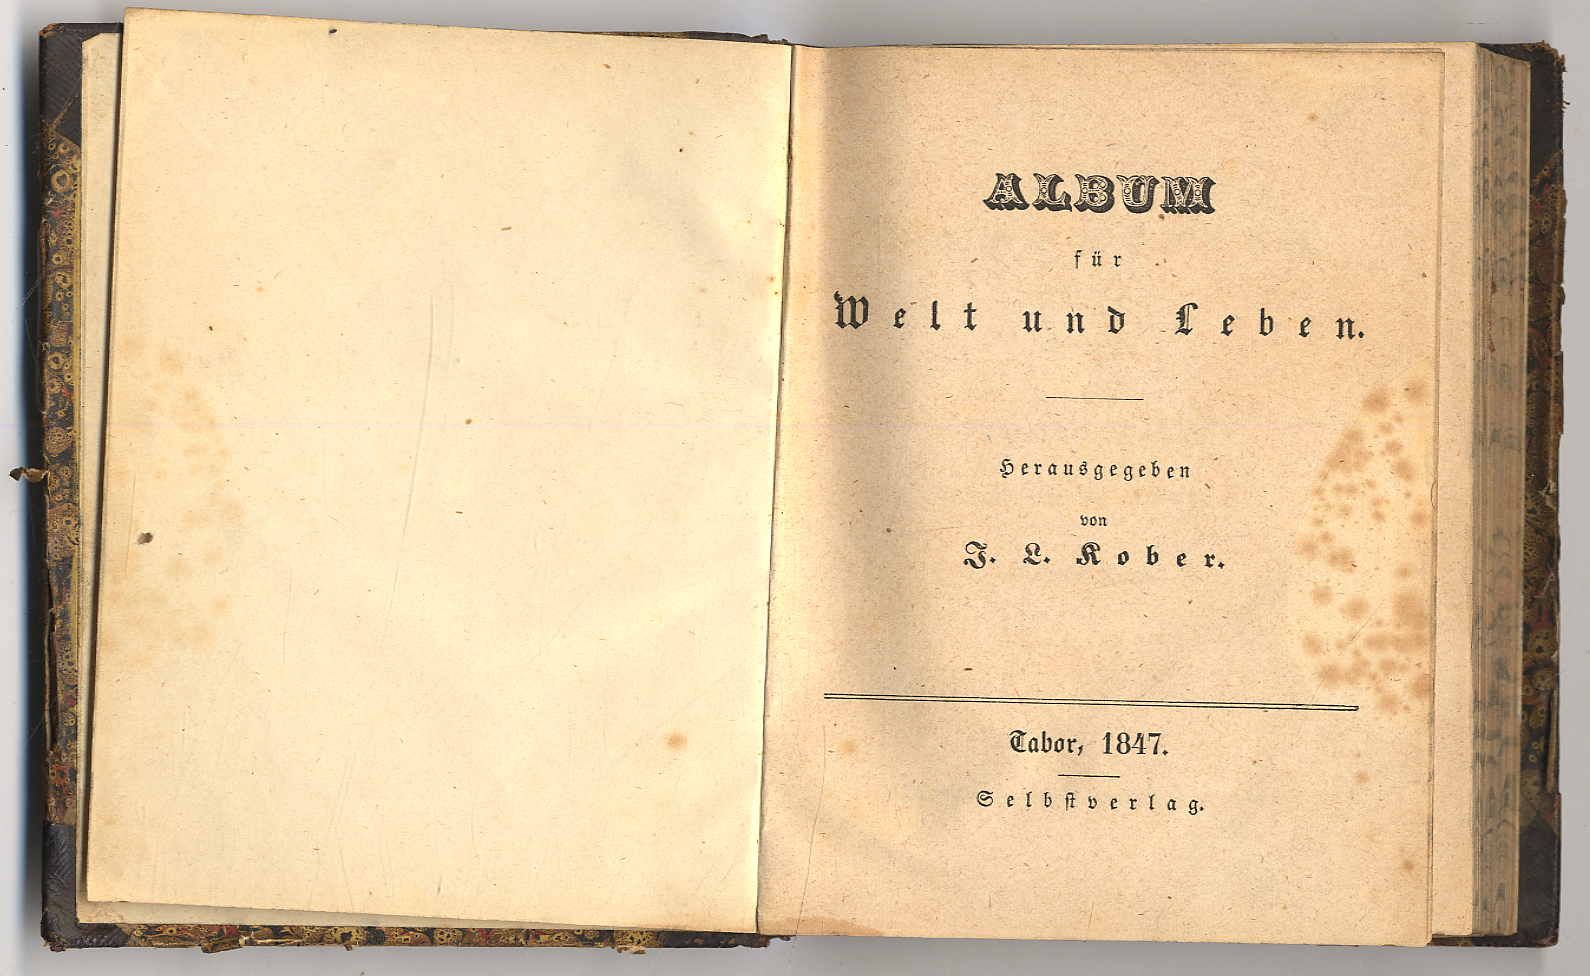 ALBUM
für
Welt und Leben.
Herausgegeben
von
J. L. Kober.
Tabor, 1847.
Selbstverlag.